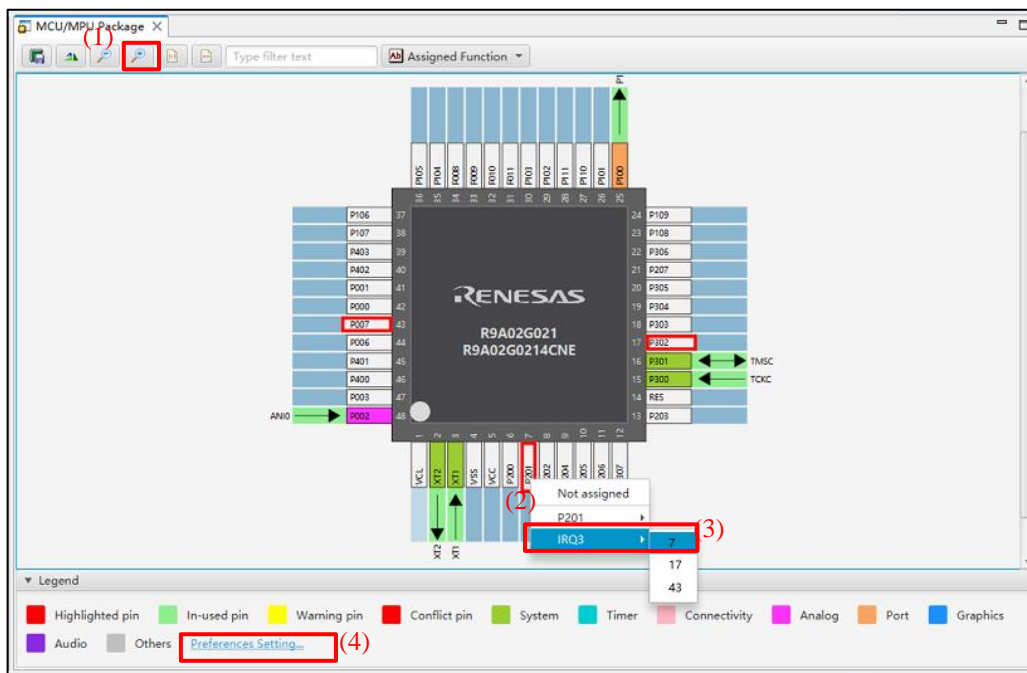 MCU/MPU Package
(1)
Type filter text
Assigned Function
P1
P105 P104 P008 P009 P010 P011 P103 P102 P111 P110 P101 P100
36 35 34 33 32 31 30 29 28 27 26 25
P106 37 24 P109
P107 38 23 P108
P403 39 22 P306
P402 40 21 P207
P001 41 20 P305
P000 42 19 P304
RENESAS
P007 43 18 P303
R9A02G021
P006 44 17 P302
R9A02G0214CNE
P401 45 16 P301 TMSC
P400 46 15 P300 TCKC
P003 47 14 RES
ANI0 P002 48 13 P203
1 2 3 4 5 6 7 8 9 10 11 12
VCL XT2 XT1 VSS VCC P200 P201 202 204 205 206 307
(2)
Not assigned
P201
IRQ3 7
(3)
17
43
XT2 XT1
Legend
Highlighted pin In-used pin Warning pin Conflict pin System Timer Connectivity Analog Port Graphics
Audio Others Preferences Setting...
(4)